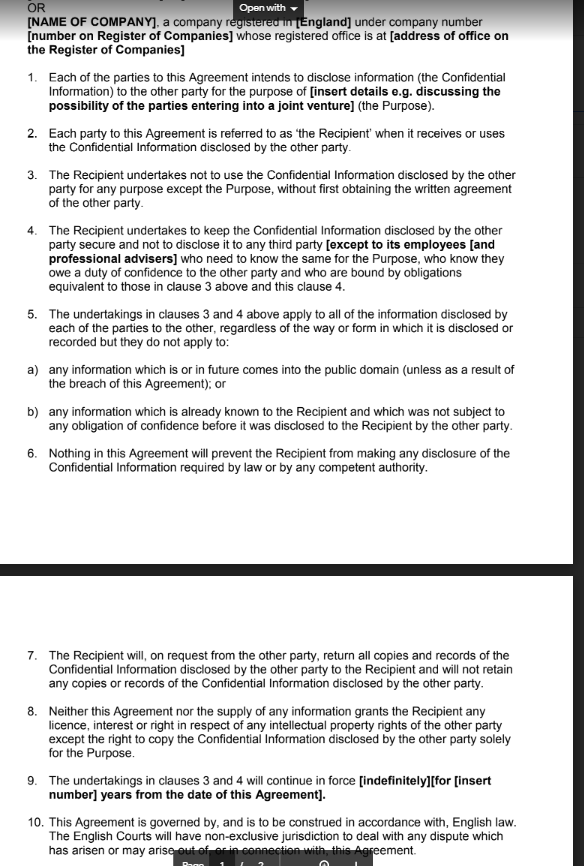 OR
Open with
[NAME OF COMPANY], a company registered in [England] under company number
[number on Register of Companies] whose registered office is at [address of office on
the Register of Companies]
1. Each of the parties to this Agreement intends to disclose information (the Confidential
Information) to the other party for the purpose of [insert details e.g. discussing the
possibility of the parties entering into a joint venture] (the Purpose).
2. Each party to this Agreement is referred to as 'the Recipient' when it receives or uses
the Confidential Information disclosed by the other party.
3. The Recipient undertakes not to use the Confidential Information disclosed by the other
party for any purpose except the Purpose, without first obtaining the written agreement
of the other party.
4. The Recipient undertakes to keep the Confidential Information disclosed by the other
party secure and not to disclose it to any third party [except to its employees [and
professional advisers] who need to know the same for the Purpose, who know they
owe a duty of confidence to the other party and who are bound by obligations
equivalent to those in clause 3 above and this clause 4.
5. The undertakings in clauses 3 and 4 above apply to all of the information disclosed by
each of the parties to the other, regardless of the way or form in which it is disclosed or
recorded but they do not apply to:
a) any information which is or in future comes into the public domain (unless as a result of
the breach of this Agreement); or
b) any information which is already known to the Recipient and which was not subject to
any obligation of confidence before it was disclosed to the Recipient by the other party.
6. Nothing in this Agreement will prevent the Recipient from making any disclosure of the
Confidential Information required by law or by any competent authority.
7. The Recipient will, on request from the other party, return all copies and records of the
Confidential Information disclosed by the other party to the Recipient and will not retain
any copies or records of the Confidential Information disclosed by the other party.
8. Neither this Agreement nor the supply of any information grants the Recipient any
licence, interest or right in respect of any intellectual property rights of the other party
except the right to copy the Confidential Information disclosed by the other party solely
for the Purpose.
9. The undertakings in clauses 3 and 4 will continue in force [indefinitely][for [insert
number] years from the date of this Agreement].
10. This Agreement is governed by, and is to be construed in accordance with, English law.
The English Courts will have non-exclusive jurisdiction to deal with any dispute which
has arisen or may arise out of, or in connection with, this Agreement.
Page 1 / 2